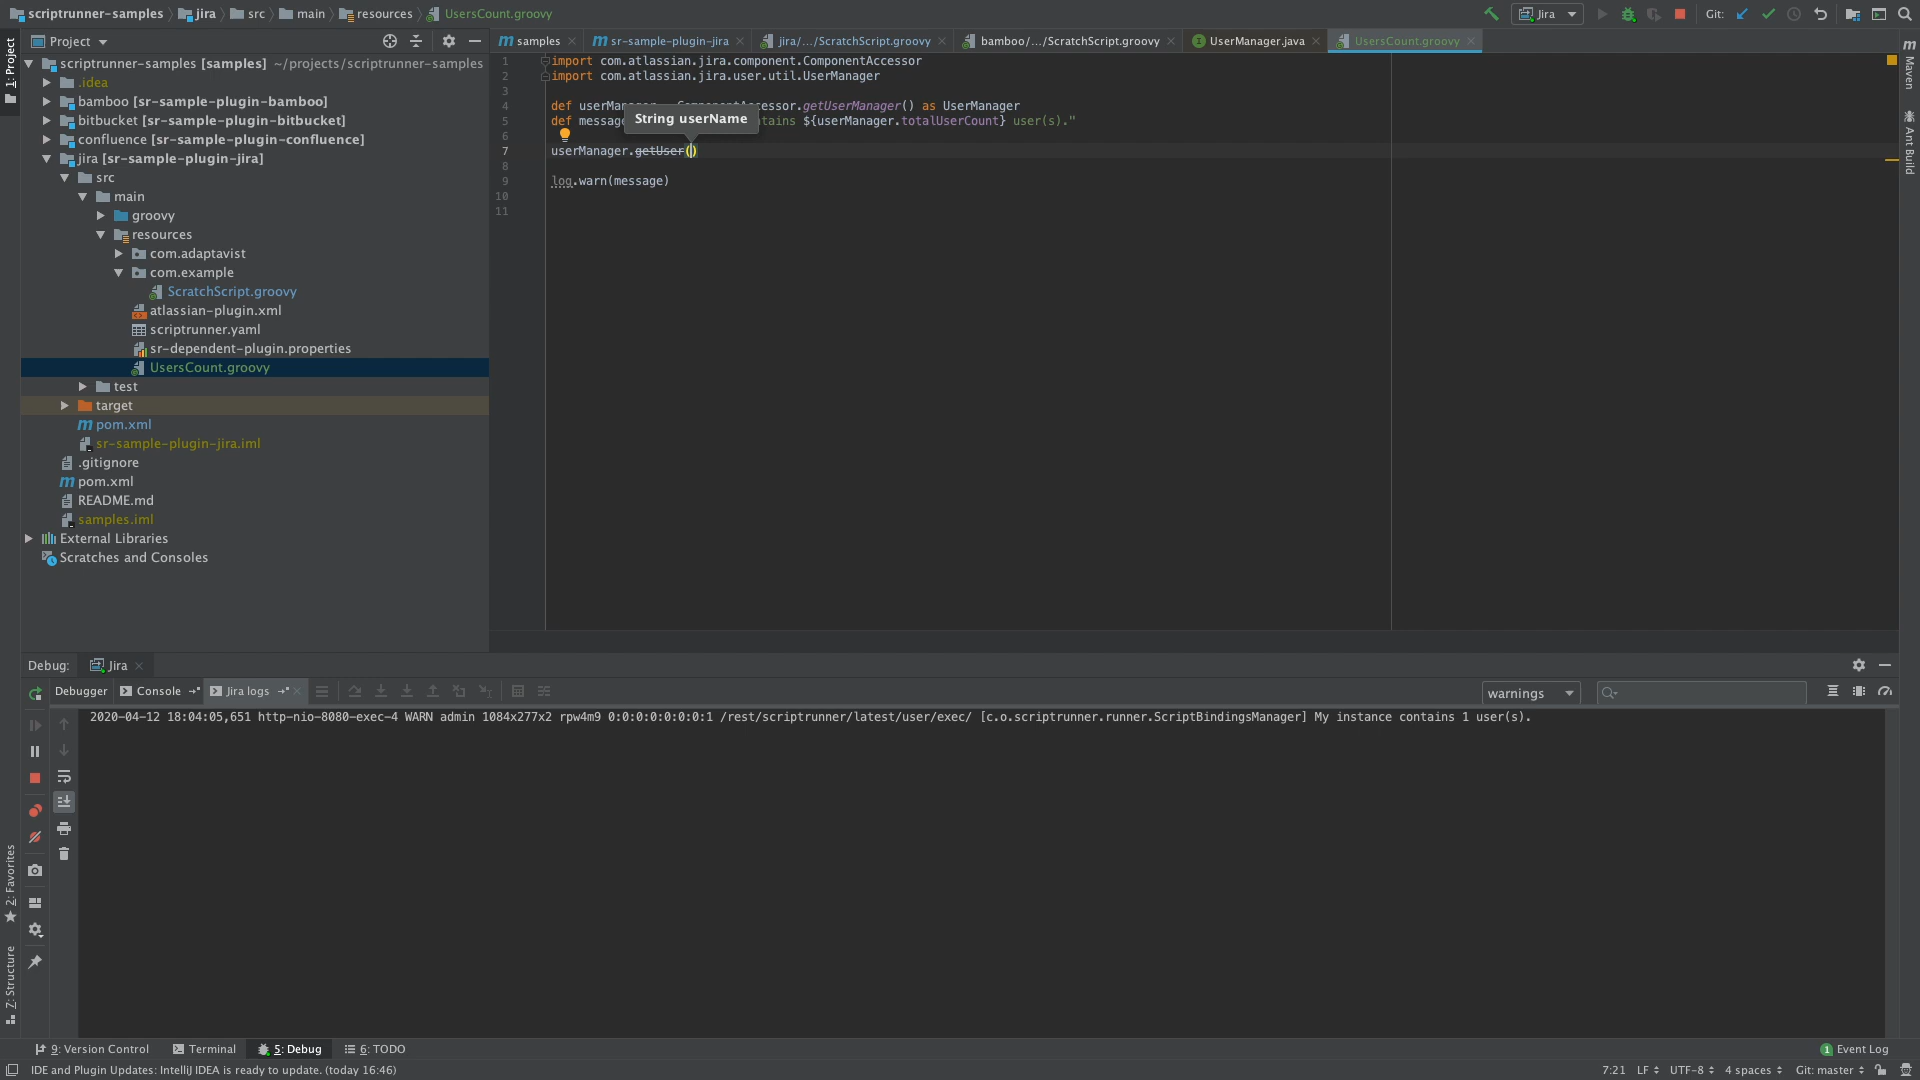 scriptrunner-samples jira src main resources UsersCount.groovy
Jira
Git:
1: Project
Project
samples
sr-sample-plugin-jira
jira/.../ScratchScript.groovy
bamboo/.../ScratchScript.groovy
UserManager.java
UsersCount.groovy
scriptrunner-samples [samples] ~/projects/scriptrunner-samples
.idea
bamboo [sr-sample-plugin-bamboo]
bitbucket [sr-sample-plugin-bitbucket]
confluence [sr-sample-plugin-confluence]
jira [sr-sample-plugin-jira]
src
main
groovy
resources
com.adaptavist
com.example
ScratchScript.groovy
atlassian-plugin.xml
scriptrunner.yaml
sr-dependent-plugin.properties
UsersCount.groovy
test
target
pom.xml
sr-sample-plugin-jira.iml
.gitignore
pom.xml
README.md
samples.iml
External Libraries
Scratches and Consoles
1 import com.atlassian.jira.component.ComponentAccessor
2 import com.atlassian.jira.user.util.UserManager
3
4 def userManager = ComponentAccessor.getUserManager() as UserManager
5 def message ntains ${userManager.totalUserCount} user(s)."
String userName
6
7 userManager.getUser()
8
9 log.warn(message)
10
11
Maven
Ant Build
Debug: Jira
Debugger Console Jira logs
warnings
2020-04-12 18:04:05,651 http-nio-8080-exec-4 WARN admin 1084x277x2 rpw4m9 0:0:0:0:0:0:0:1 /rest/scriptrunner/latest/user/exec/ [c.o.scriptrunner.runner.ScriptBindingsManager] My instance contains 1 user(s).
2: Favorites
Z: Structure
9: Version Control Terminal 5: Debug 6: TODO
1 Event Log
IDE and Plugin Updates: IntelliJ IDEA is ready to update. (today 16:46)
7:21 LF UTF-8 4 spaces Git: master